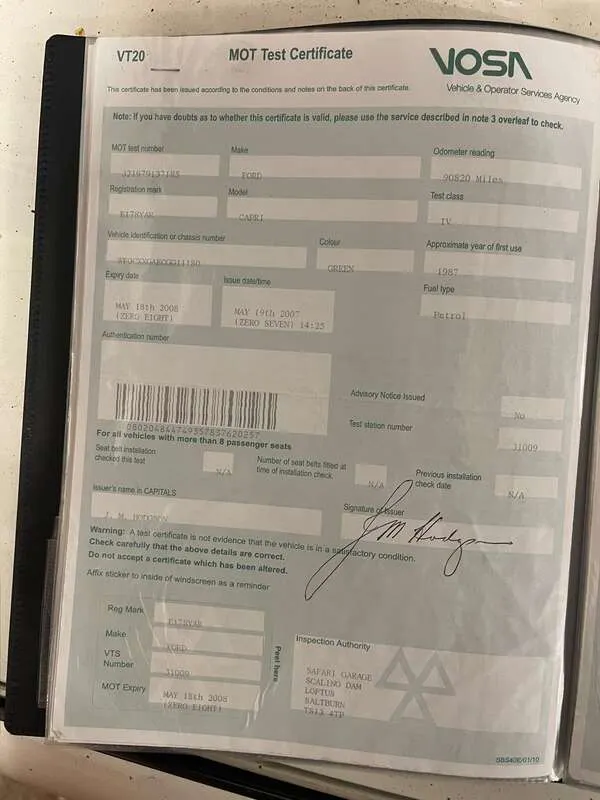 VT20
MOT Test Certificate
VOSA
Vehicle & Operator Services Agency
This certificate has been issued according to the conditions and notes on the back of this certificate.
Note: If you have doubts as to whether this certificate is valid, please use the service described in note 3 overleaf to check.
MOT test number
Make
Odometer reading
FORD
90820 Miles
Registration mark
Model
Test class
E178YAR
CAPRI
IV
Vehicle identification or chassis number
Colour
Approximate year of first use
GREEN
1987
Expiry date
Issue date/time
Fuel type
MAY 18th 2008
(ZERO EIGHT)
MAY 19th 2007
(ZERO SEVEN) 14:25
Petrol
Authentication number
Advisory Notice Issued
No
Test station number
31009
For all vehicles with more than 8 passenger seats
Seat belt installation
checked this test
N/A
Number of seat belts fitted at
time of installation check
N/A
Previous installation
check date
N/A
Issuer's name in CAPITALS
J. M. HODGSON
Signature of Issuer
J M Hodgson
Warning: A test certificate is not evidence that the vehicle is in a satisfactory condition.
Check carefully that the above details are correct.
Do not accept a certificate which has been altered.
Affix sticker to inside of windscreen as a reminder
Reg Mark
E178YAR
Make
FORD
VTS
Number
31009
MOT Expiry
MAY 18th 2008
(ZERO EIGHT)
Peel here
Inspection Authority
SAFARI GARAGE
SCALING DAM
LOFTUS
SALTBURN
TS13 4TP